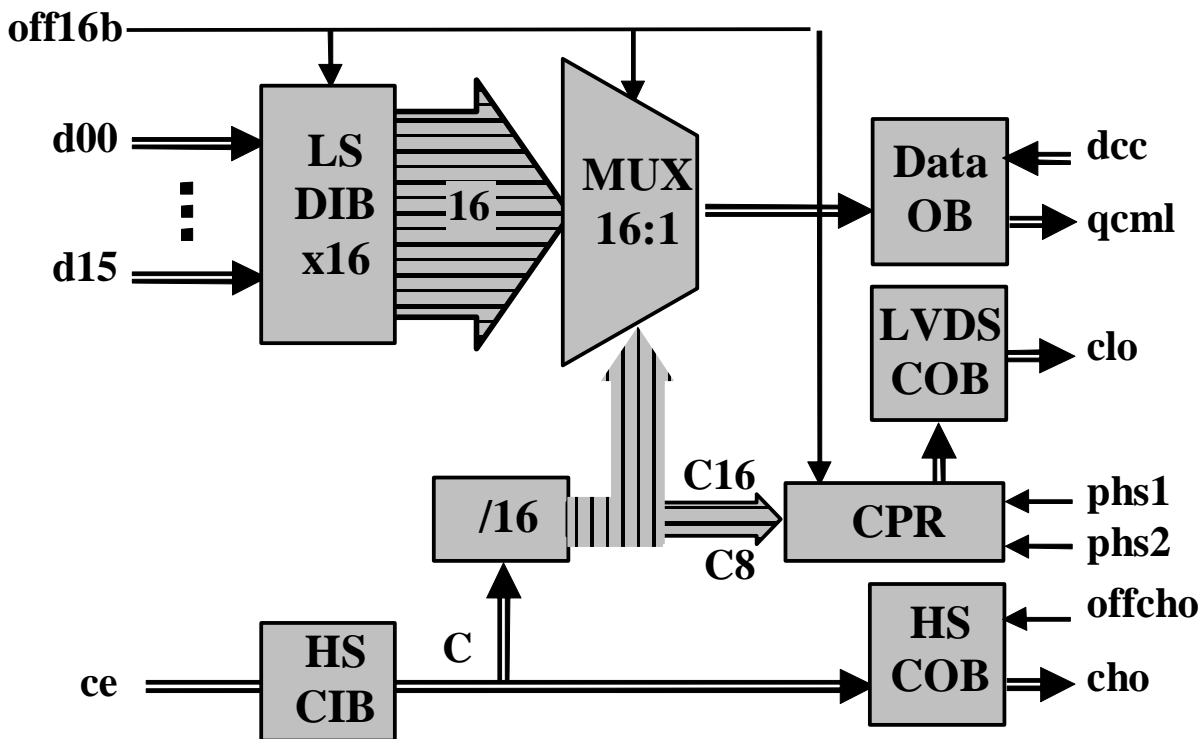 off16b
d00
d15
LS
DIB
x16
16
MUX
16:1
Data
OB
dcc
qcml
LVDS
COB
clo
/16
C16
C8
CPR
phs1
phs2
ce
HS
CIB
C
HS
COB
offcho
cho